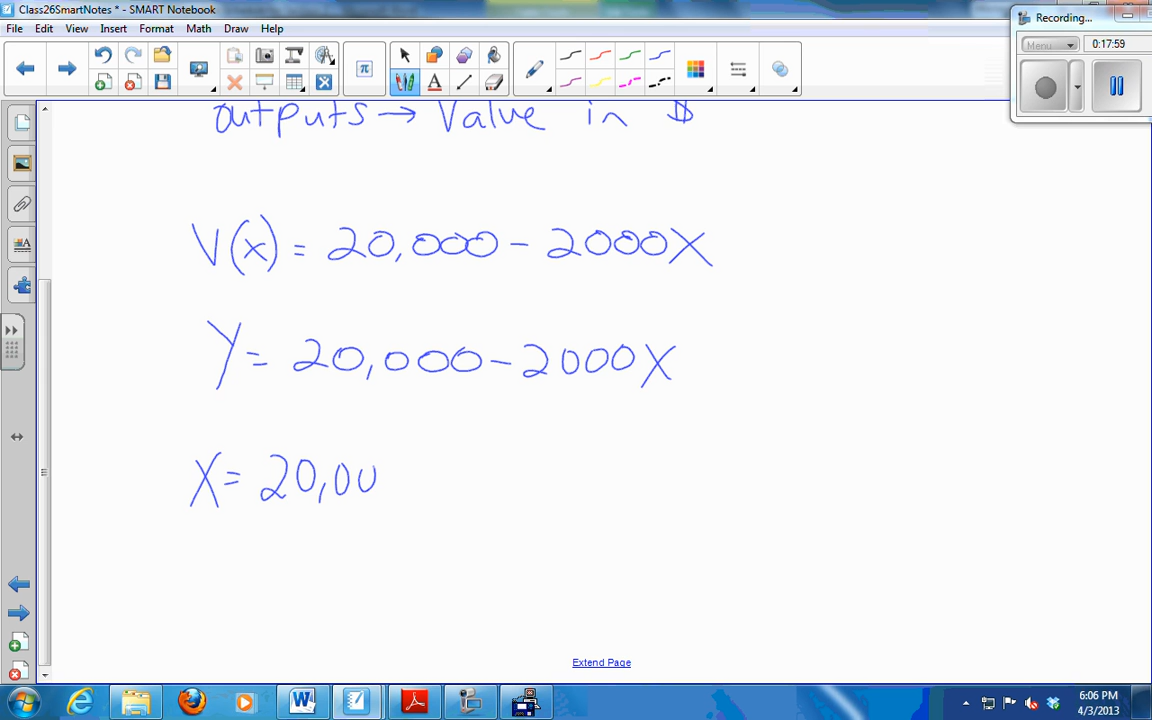 Class26SmartNotes * - SMART Notebook
File Edit View Insert Format Math Draw Help
Recording...
Menu
0:17:59
outputs → Value in $
V(x) = 20,000 - 2000X
Y = 20,000 - 2000X
X = 20,00
Extend Page
6:06 PM
4/3/2013